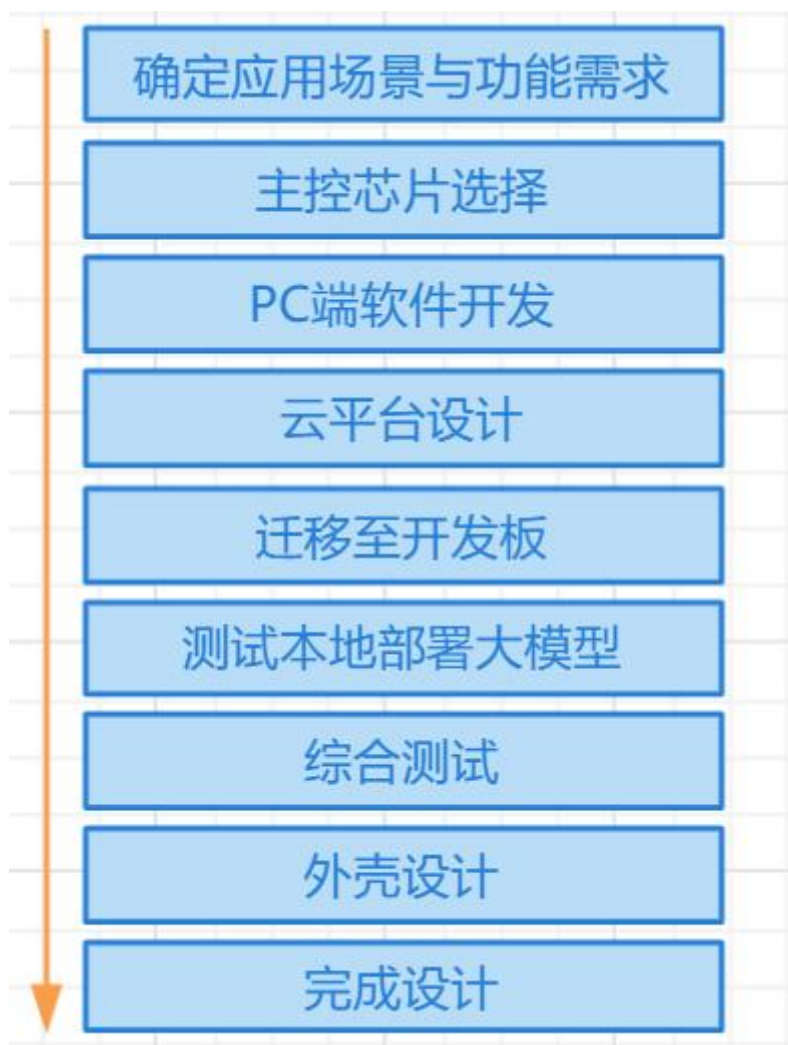 确定应用场景与功能需求
主控芯片选择
PC端软件开发
云平台设计
迁移至开发板
测试本地部署大模型
综合测试
外壳设计
完成设计